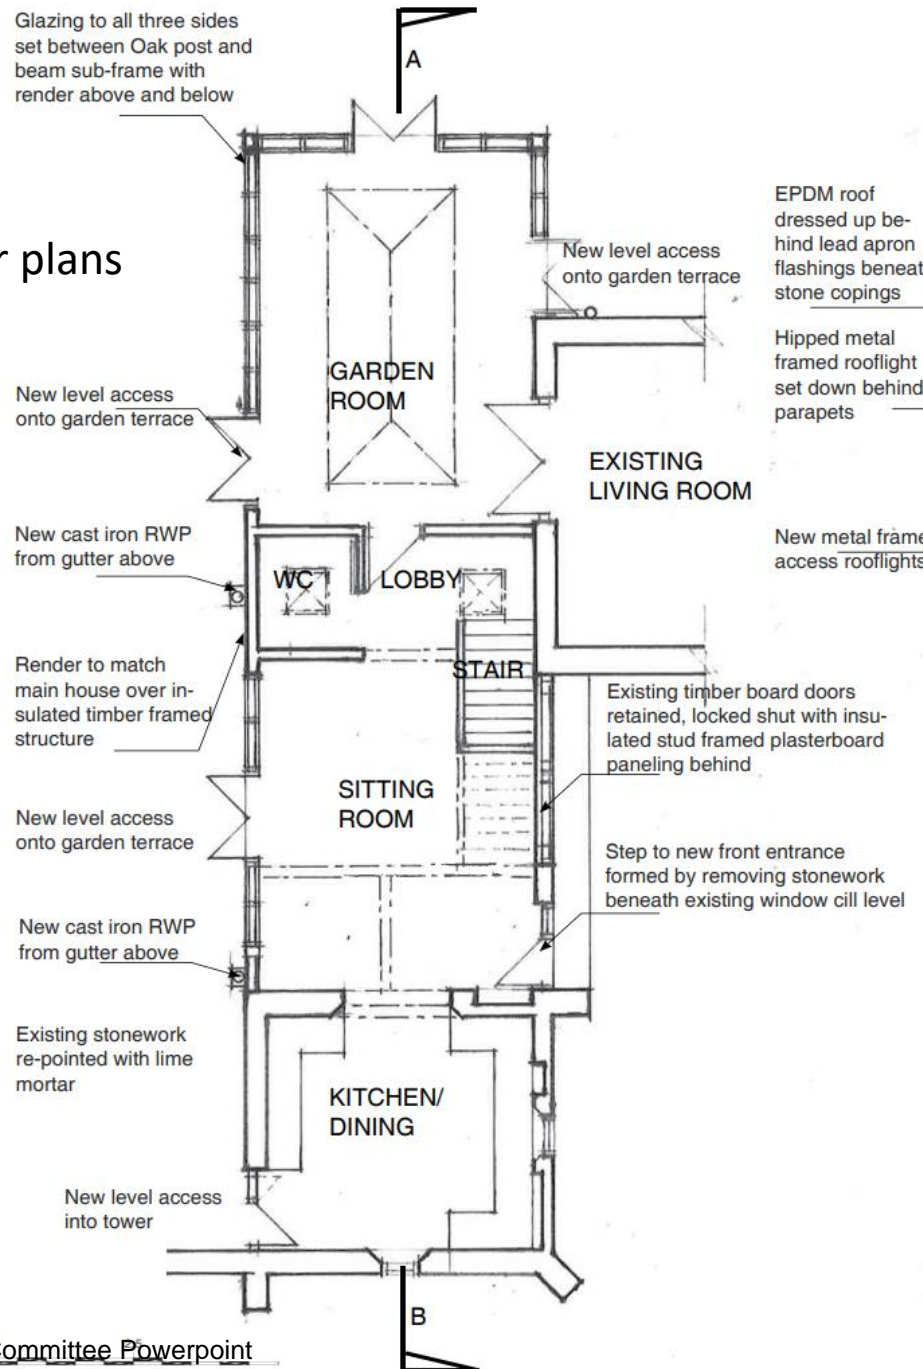 Glazing to all three sides
set between Oak post and
beam sub-frame with
render above and below
A
r plans
New level access
onto garden terrace
EPDM roof
dressed up be-
hind lead apron
flashings beneat
stone copings
Hipped metal
framed rooflight
set down behind
parapets
GARDEN
ROOM
New level access
onto garden terrace
EXISTING
LIVING ROOM
New cast iron RWP
from gutter above
New metal frame
access rooflights
WC
LOBBY
Render to match
main house over in-
sulated timber framed
structure
STAIR
Existing timber board doors
retained, locked shut with insu-
lated stud framed plasterboard
paneling behind
SITTING
ROOM
New level access
onto garden terrace
Step to new front entrance
formed by removing stonework
beneath existing window cill level
New cast iron RWP
from gutter above
Existing stonework
re-pointed with lime
mortar
KITCHEN/
DINING
New level access
into tower
B
Committee Powerpoint